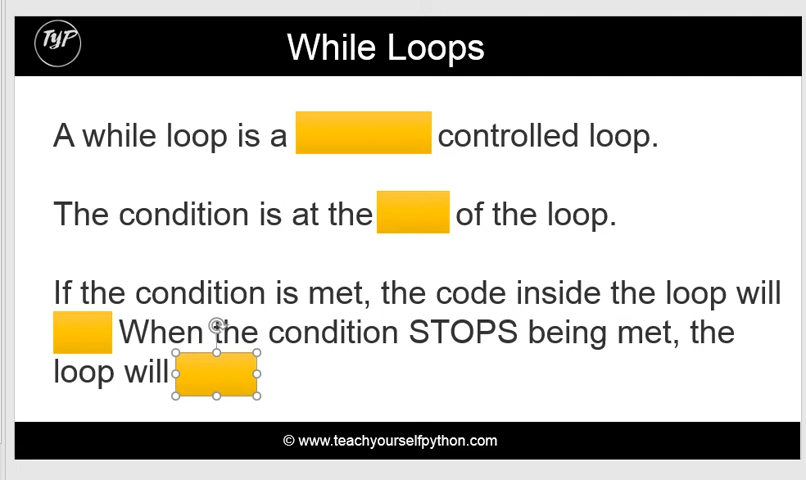 TyP
While Loops
A while loop is a controlled loop.
The condition is at the of the loop.
If the condition is met, the code inside the loop will
When the condition STOPS being met, the
loop will
© www.teachyourselfpython.com